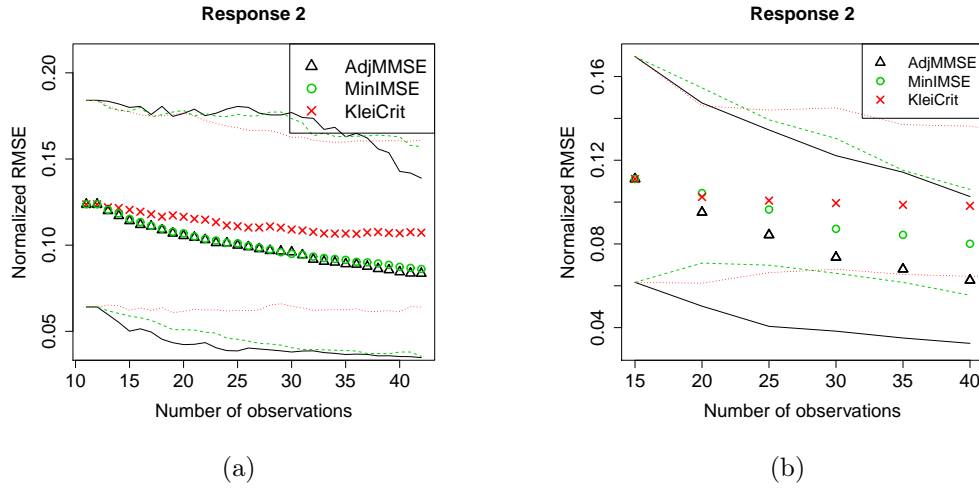 Response 2
AdjMMSE
MinIMSE
KleiCrit
Normalized RMSE
0.20
0.15
0.10
0.05
10 15 20 25 30 35 40
Number of observations
(a)
Response 2
AdjMMSE
MinIMSE
KleiCrit
Normalized RMSE
0.16
0.12
0.08
0.04
15 20 25 30 35 40
Number of observations
(b)